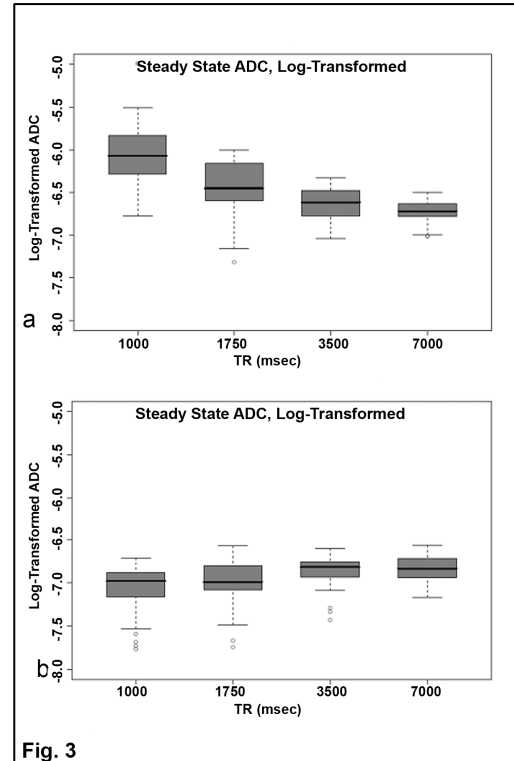 Steady State ADC, Log-Transformed
Log-Transformed ADC
-5.0
-5.5
-6.0
-6.5
-7.0
-7.5
-8.0
1000 1750 3500 7000
TR (msec)
a
Steady State ADC, Log-Transformed
Log-Transformed ADC
-5.0
-5.5
-6.0
-6.5
-7.0
-7.5
-8.0
1000 1750 3500 7000
TR (msec)
b
Fig. 3